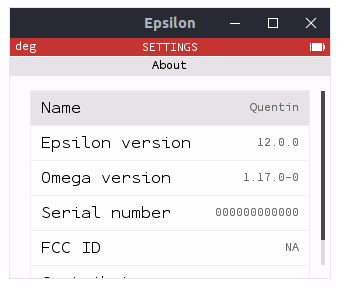 Epsilon
deg SETTINGS
About
Name Quentin
Epsilon version 12.0.0
Omega version 1.17.0-0
Serial number 000000000000
FCC ID NA